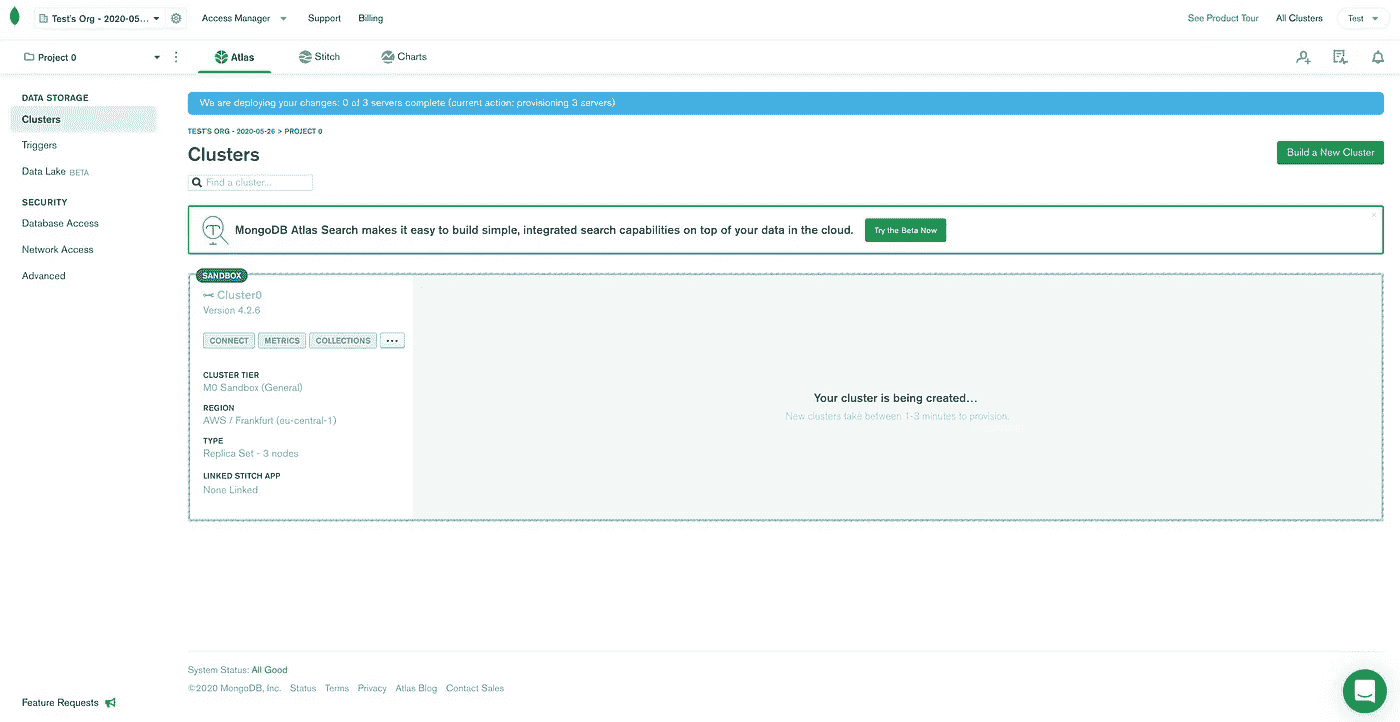 Test's Org - 2020-05... Access Manager Support Billing See Product Tour All Clusters Test
Project 0 Atlas Stitch Charts
DATA STORAGE
Clusters
Triggers
Data Lake BETA
SECURITY
Database Access
Network Access
Advanced
We are deploying your changes: 0 of 3 servers complete (current action: provisioning 3 servers)
TEST'S ORG - 2020-05-26 > PROJECT 0
Clusters
Build a New Cluster
Find a cluster...
MongoDB Atlas Search makes it easy to build simple, integrated search capabilities on top of your data in the cloud. Try the Beta Now
SANDBOX
Cluster0
Version 4.2.6
CONNECT METRICS COLLECTIONS ...
CLUSTER TIER
M0 Sandbox (General)
REGION
AWS / Frankfurt (eu-central-1)
TYPE
Replica Set - 3 nodes
LINKED STITCH APP
None Linked
Your cluster is being created...
New clusters take between 1-3 minutes to provision.
System Status: All Good
©2020 MongoDB, Inc. Status Terms Privacy Atlas Blog Contact Sales
Feature Requests